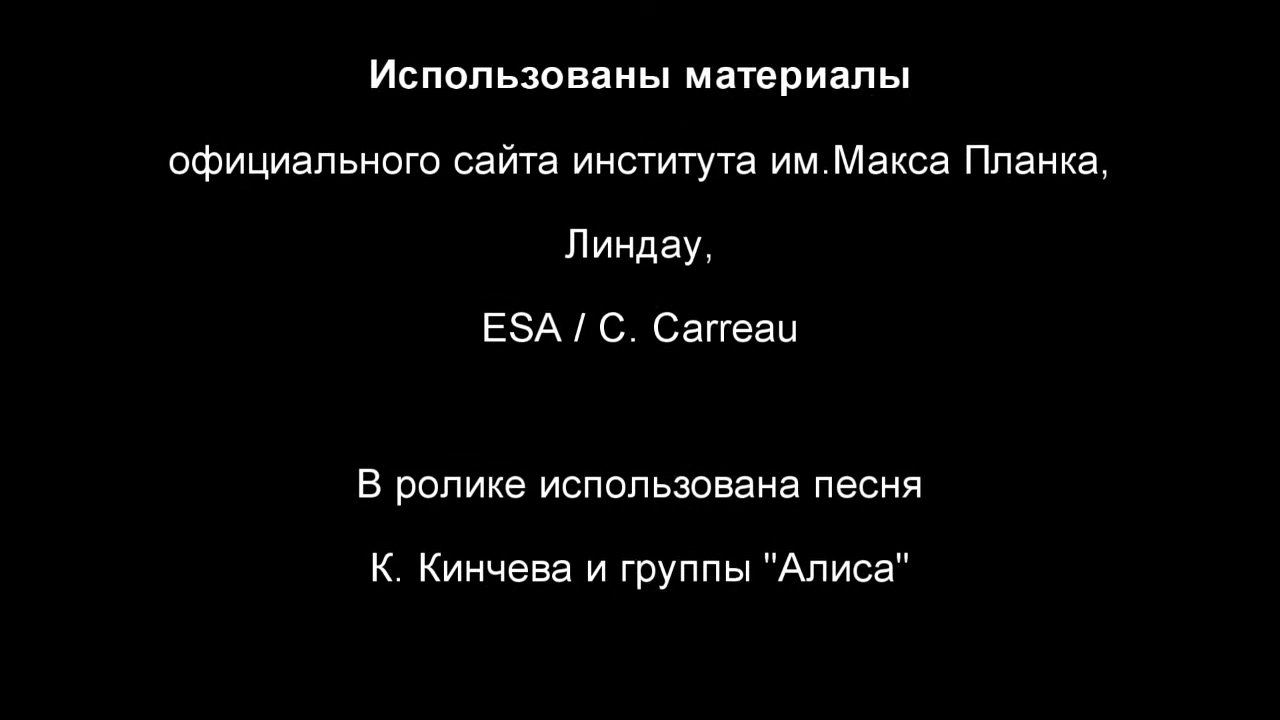 Использованы материалы
официального сайта института им.Макса Планка,
Линдау,
ESA / C. Carreau
В ролике использована песня
К. Кинчева и группы "Алиса"